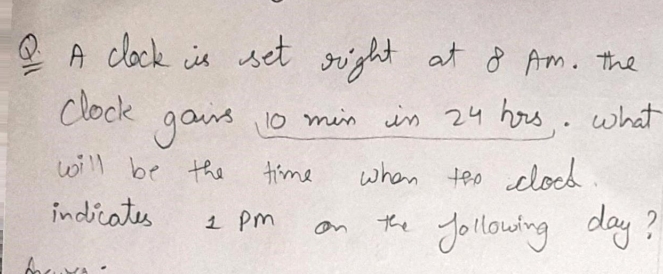 Q. A clock is set right at 8 Am. the
Clock gains 10 min in 24 hrs. what
will be the time when the clock.
indicates 1 pm on the following day?